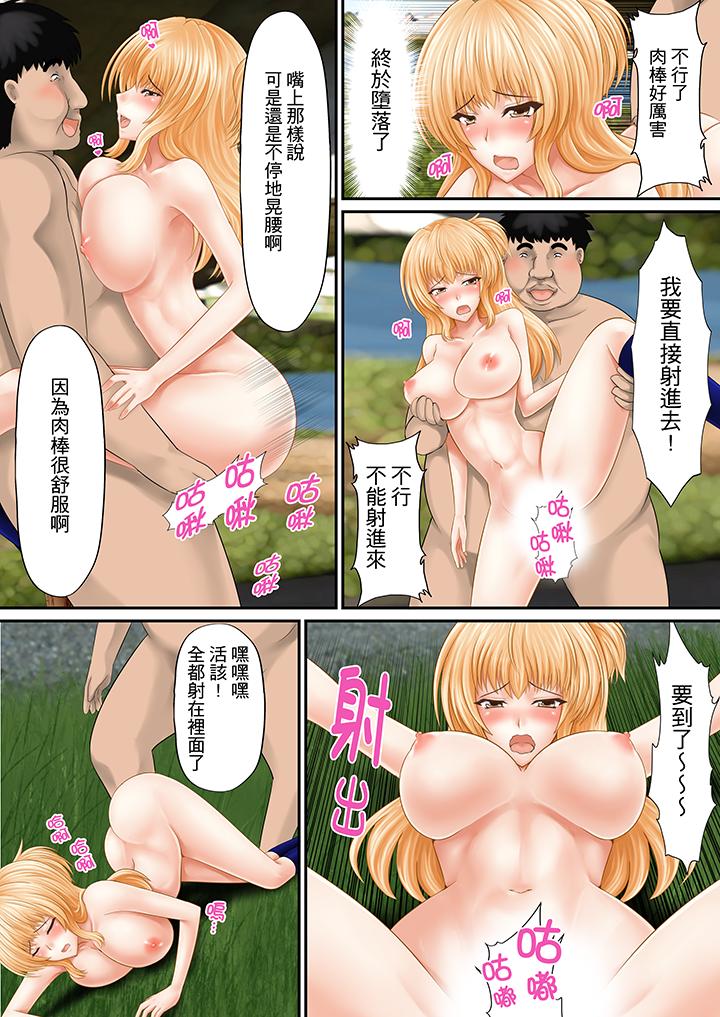 不行了
肉棒好厲害
啊
啊
終於墮落了
我要直接射進去！
啊
啊
不行
不能射進來
咕啾
咕啾
啊
嘴上那樣說
可是還是不停地晃腰啊
啊
因為肉棒很舒服啊
咕啾
咕啾
咕啾
咕啾
要到了～～～
射出
咕嘟
咕嘟
嘿嘿嘿
活該！
全都射在裡面了
哈啊
哈啊
嗚…